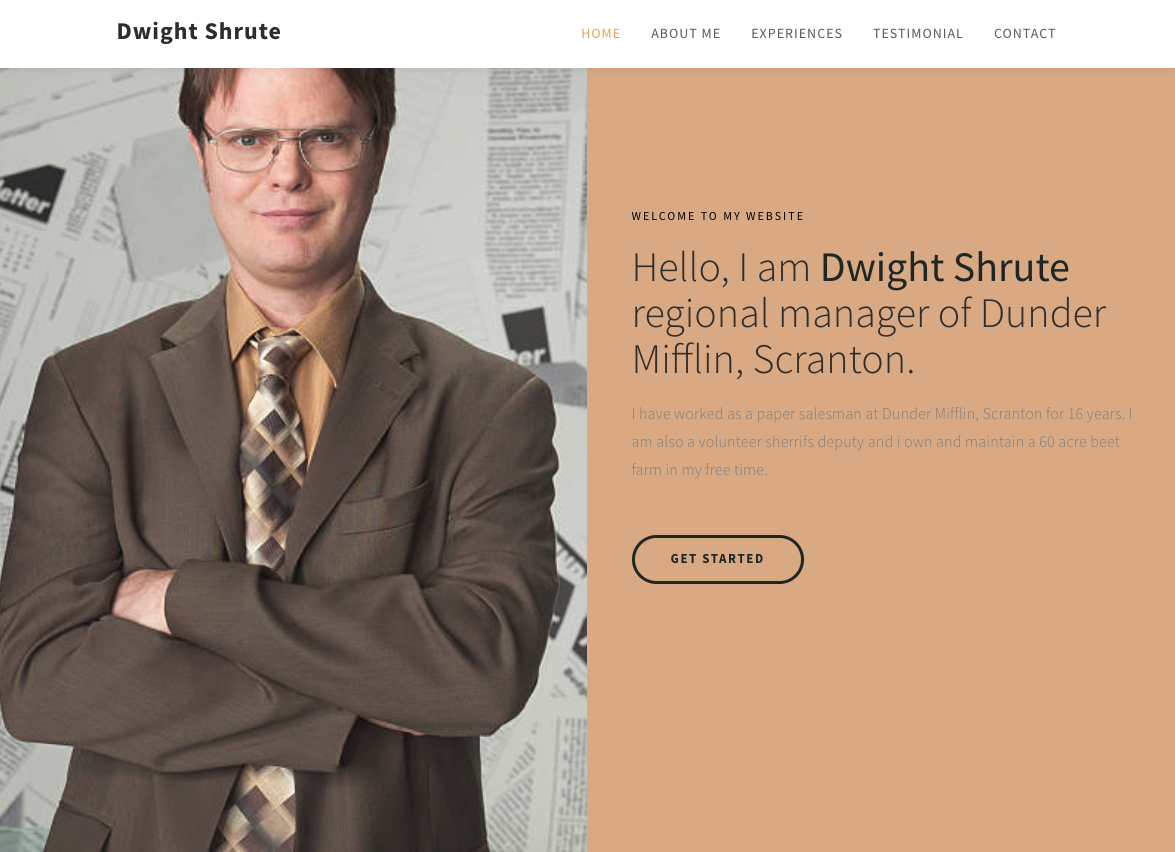 Dwight Shrute
HOME ABOUT ME EXPERIENCES TESTIMONIAL CONTACT
WELCOME TO MY WEBSITE
Hello, I am Dwight Shrute
regional manager of Dunder
Mifflin, Scranton.
I have worked as a paper salesman at Dunder Mifflin, Scranton for 16 years. I
am also a volunteer sherrifs deputy and i own and maintain a 60 acre beet
farm in my free time.
GET STARTED